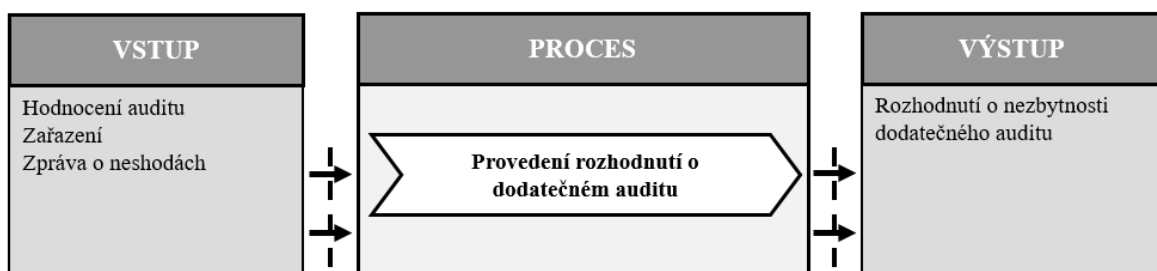 VSTUP
Hodnocení auditu
Zařazení
Zpráva o neshodách
PROCES
Provedení rozhodnutí o
dodatečném auditu
VÝSTUP
Rozhodnutí o nezbytnosti
dodatečného auditu